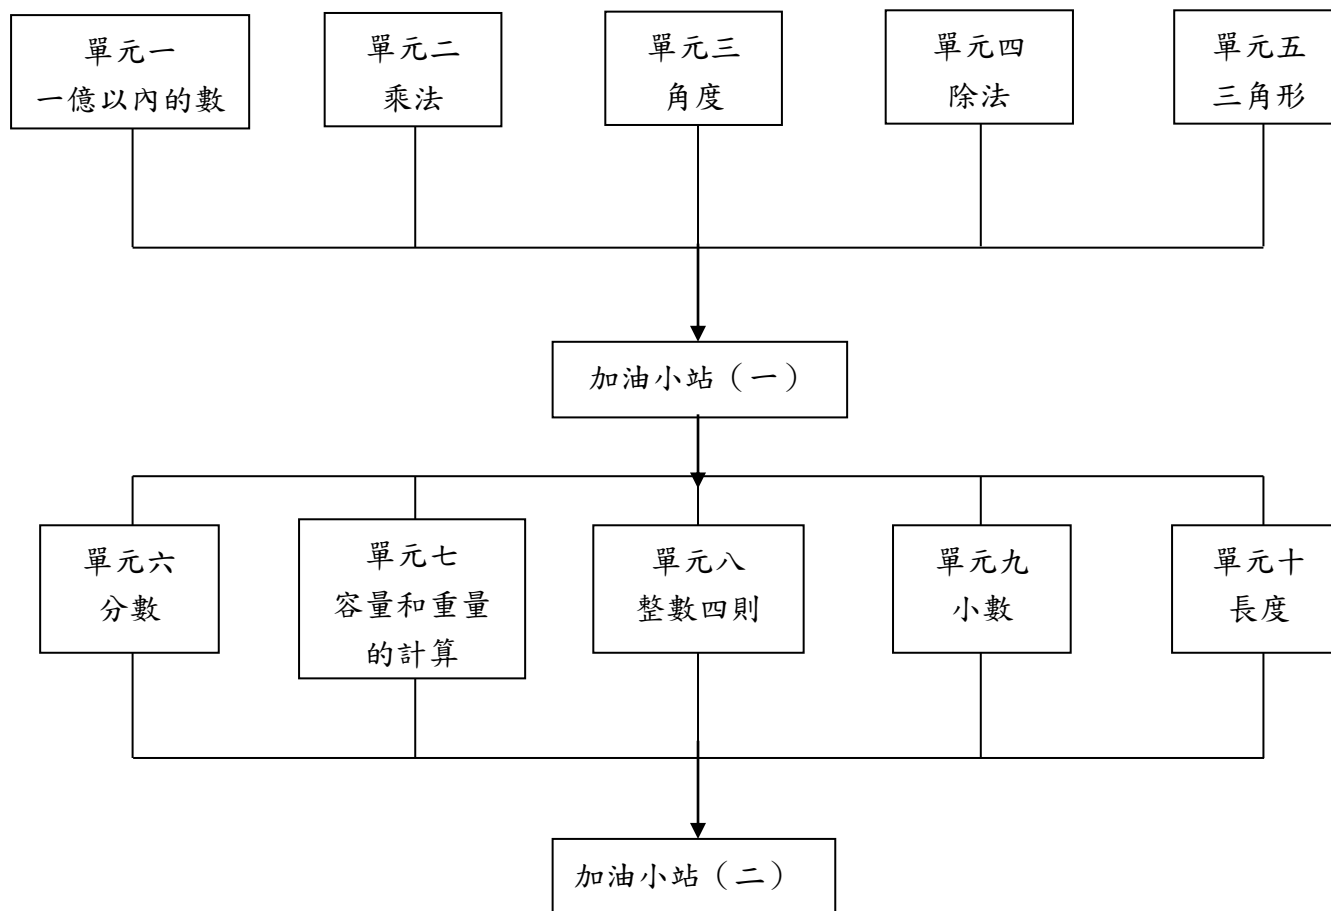 單元一
一億以內的數
單元二
乘法
單元三
角度
單元四
除法
單元五
三角形
加油小站（一）
單元六
分數
單元七
容量和重量
的計算
單元八
整數四則
單元九
小數
單元十
長度
加油小站（二）